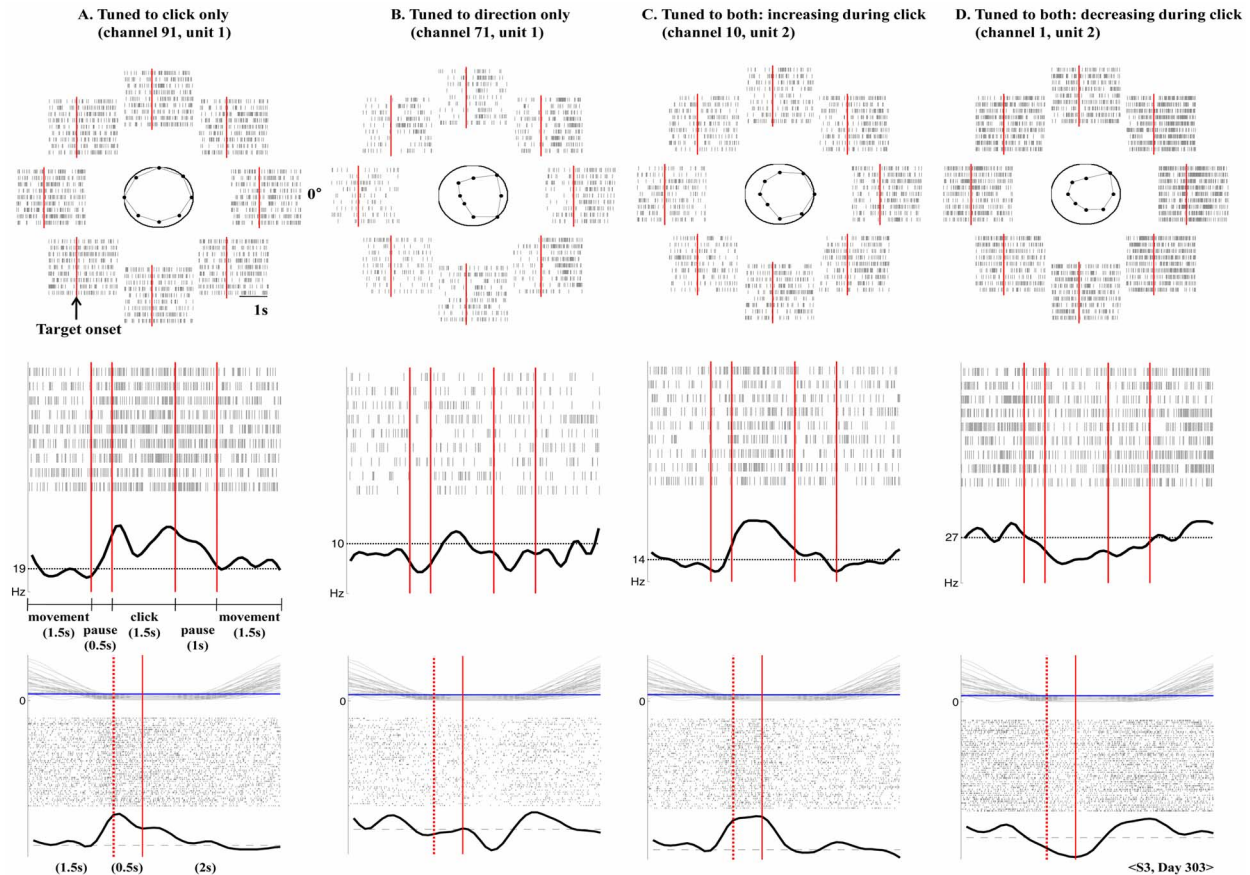 A. Tuned to click only
(channel 91, unit 1)
B. Tuned to direction only
(channel 71, unit 1)
C. Tuned to both: increasing during click
(channel 10, unit 2)
D. Tuned to both: decreasing during click
(channel 1, unit 2)
0°
1s
Target onset
19
Hz
10
Hz
14
Hz
27
Hz
movement
(1.5s)
pause
(0.5s)
click
(1.5s)
pause
(1s)
movement
(1.5s)
0
0
0
0
(1.5s)
(0.5s)
(2s)
<S3, Day 303>